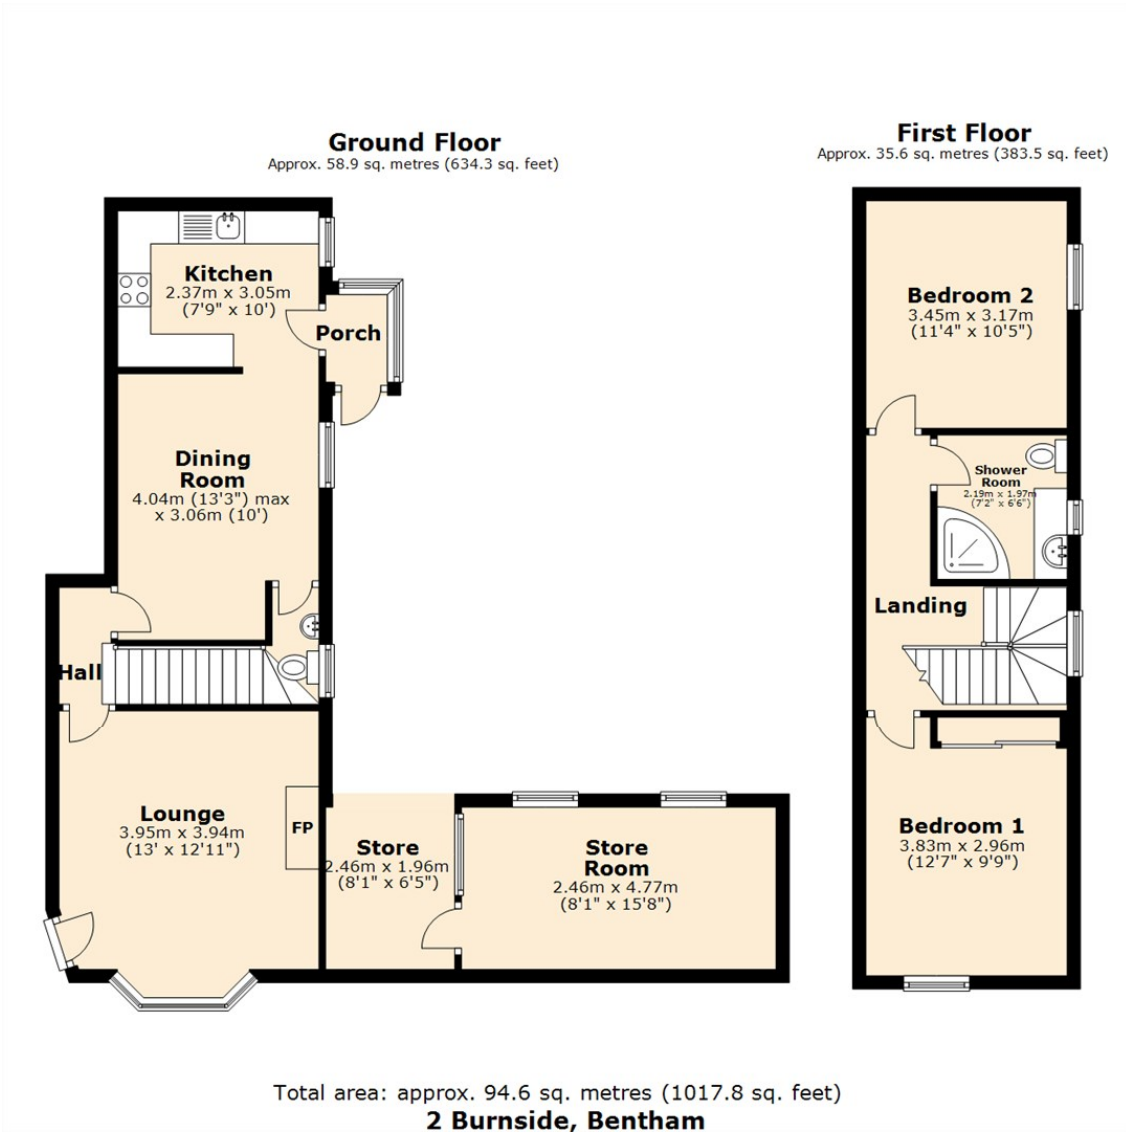 Ground Floor
Approx. 58.9 sq. metres (634.3 sq. feet)
Kitchen
2.37m x 3.05m
(7'9" x 10')
Porch
Dining
Room
4.04m (13'3") max
x 3.06m (10')
Hall
Lounge
3.95m x 3.94m
(13' x 12'11")
FP
Store
2.46m x 1.96m
(8'1" x 6'5")
Store
Room
2.46m x 4.77m
(8'1" x 15'8")
First Floor
Approx. 35.6 sq. metres (383.5 sq. feet)
Bedroom 2
3.45m x 3.17m
(11'4" x 10'5")
Shower
Room
2.19m x 1.97m
(7'2" x 6'6")
Landing
Bedroom 1
3.83m x 2.96m
(12'7" x 9'9")
Total area: approx. 94.6 sq. metres (1017.8 sq. feet)
2 Burnside, Bentham